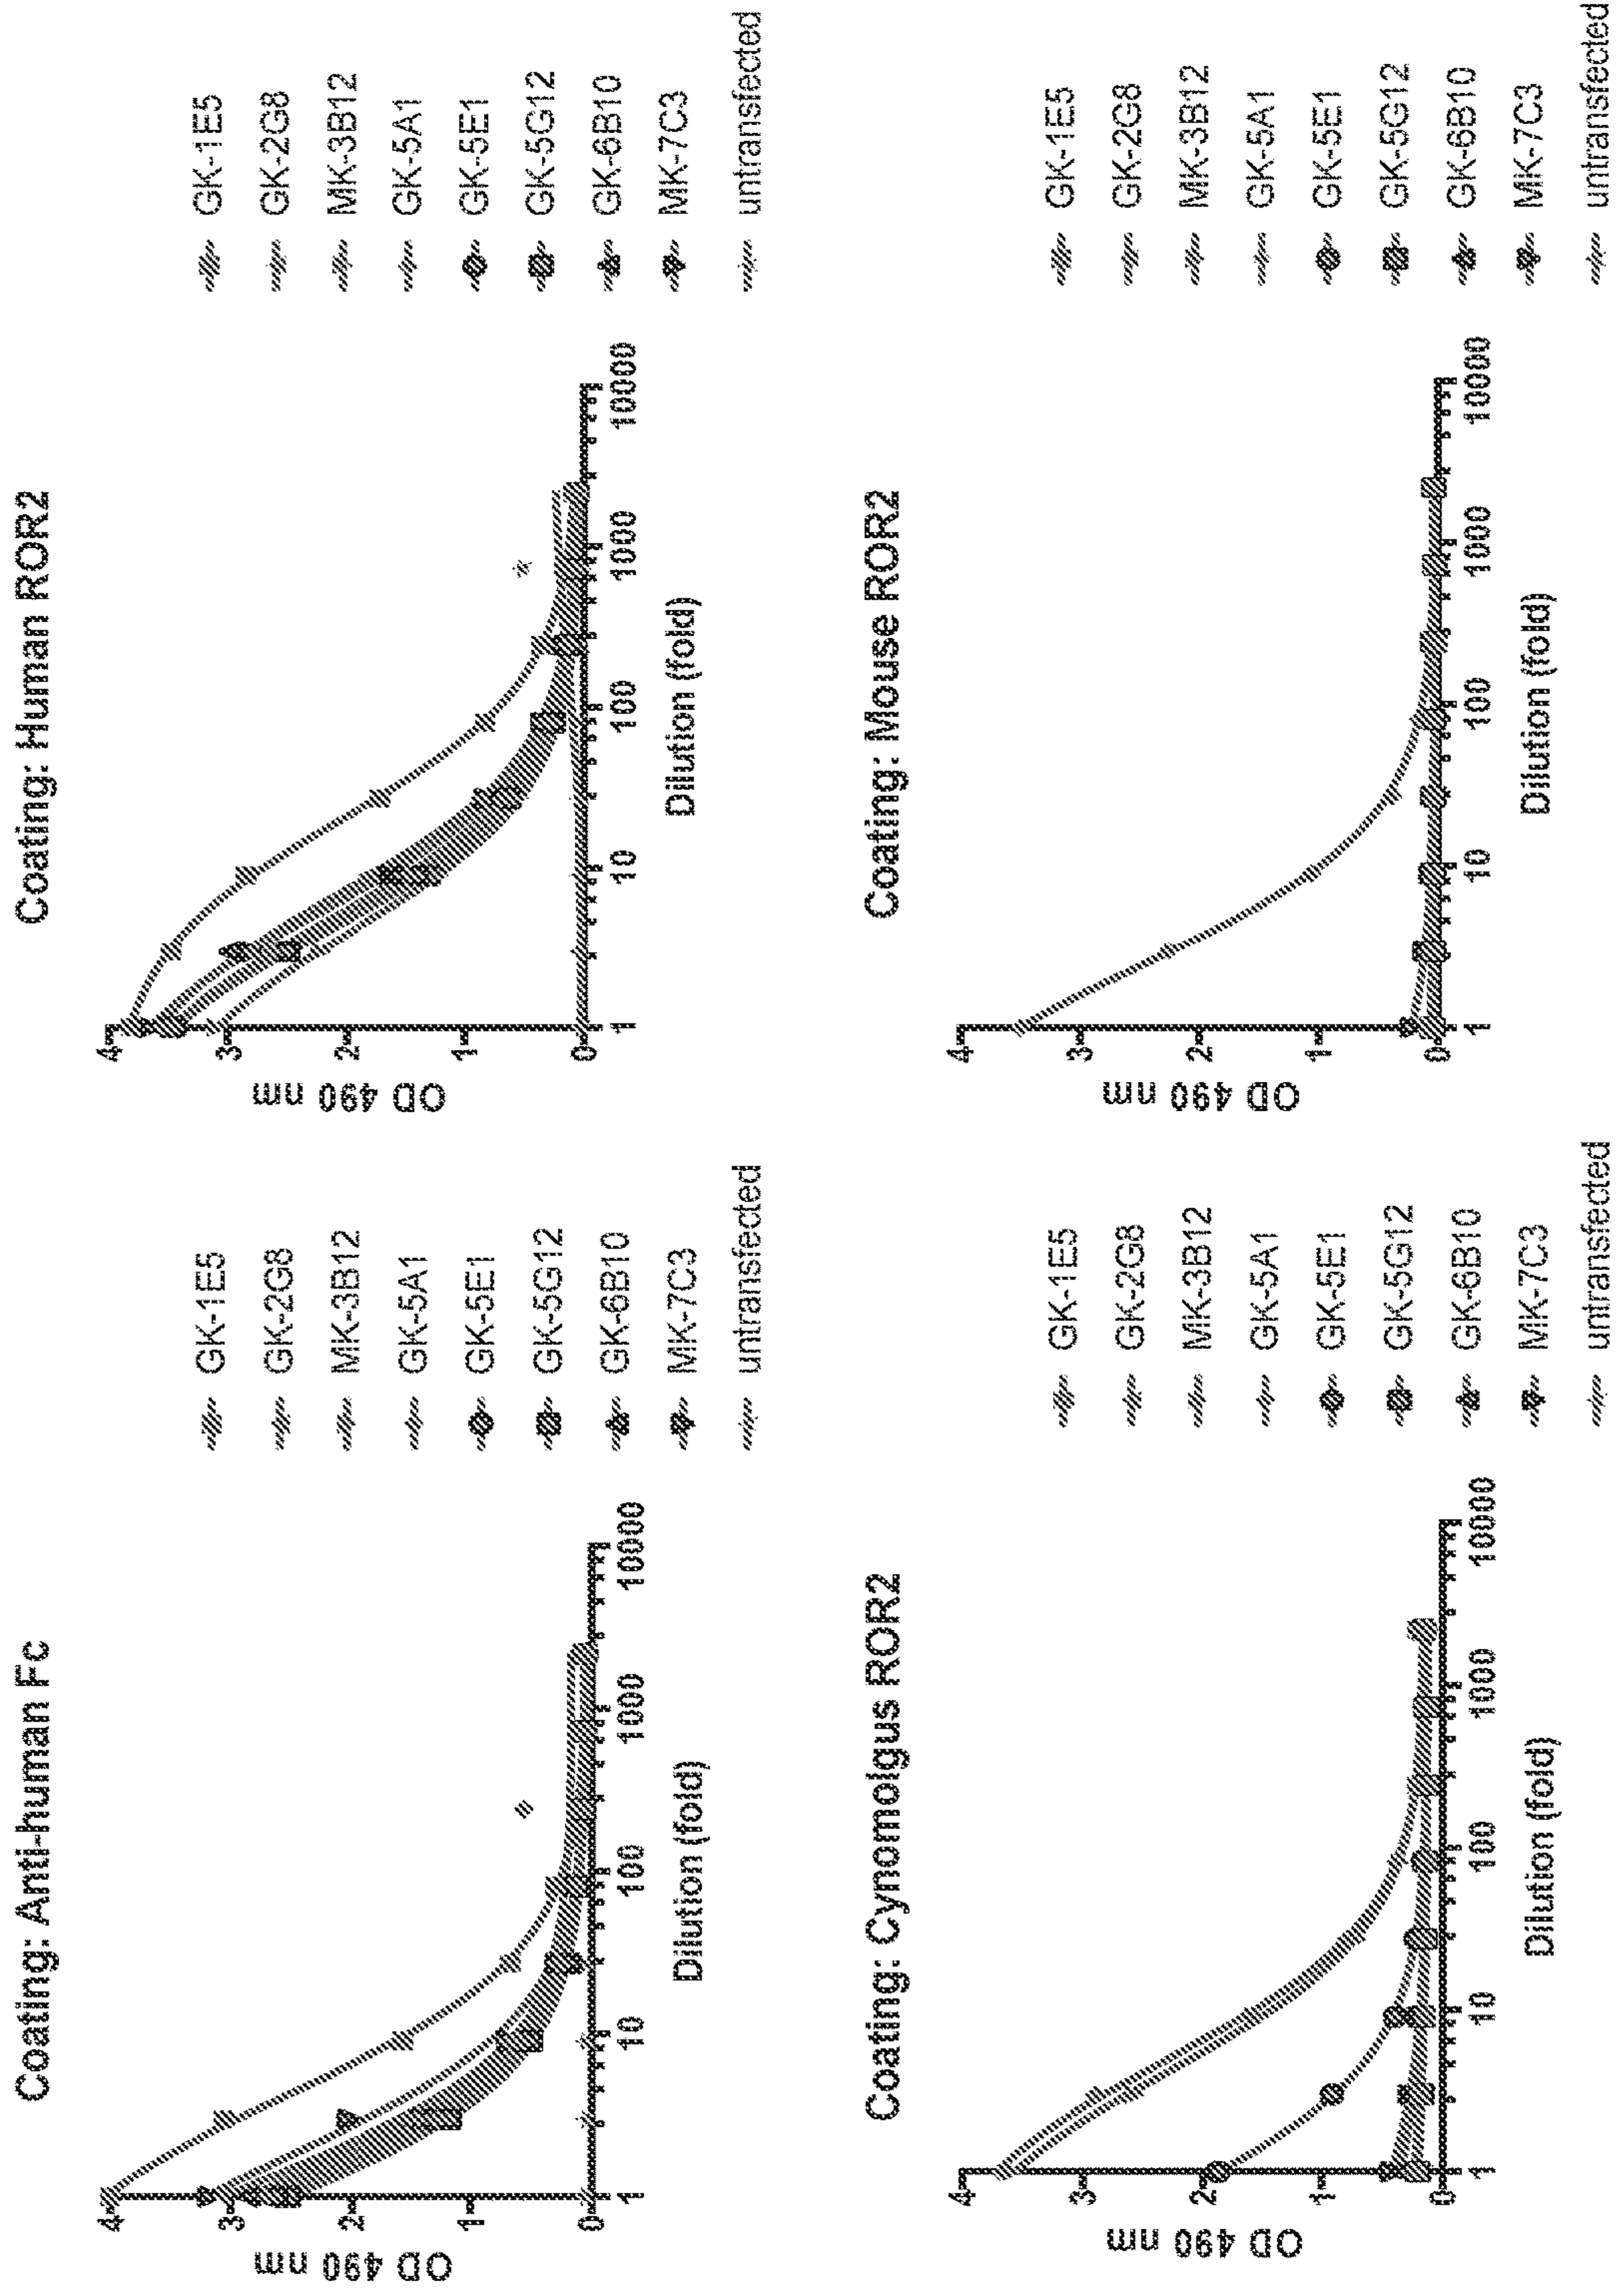 Coating: Anti-human Fc
OD 490 nm
4
3
2
1
0
1
10
100
1000
10000
Dilution (fold)
GK-1E5
GK-2G8
MK-3B12
GK-5A1
GK-5E1
GK-5G12
GK-6B10
MK-7C3
untransfected
Coating: Human ROR2
OD 490 nm
4
3
2
1
0
1
10
100
1000
10000
Dilution (fold)
GK-1E5
GK-2G8
MK-3B12
GK-5A1
GK-5E1
GK-5G12
GK-6B10
MK-7C3
untransfected
Coating: Cynomolgus ROR2
OD 490 nm
4
3
2
1
0
1
10
100
1000
10000
Dilution (fold)
GK-1E5
GK-2G8
MK-3B12
GK-5A1
GK-5E1
GK-5G12
GK-6B10
MK-7C3
untransfected
Coating: Mouse ROR2
OD 490 nm
4
3
2
1
0
1
10
100
1000
10000
Dilution (fold)
GK-1E5
GK-2G8
MK-3B12
GK-5A1
GK-5E1
GK-5G12
GK-6B10
MK-7C3
untransfected